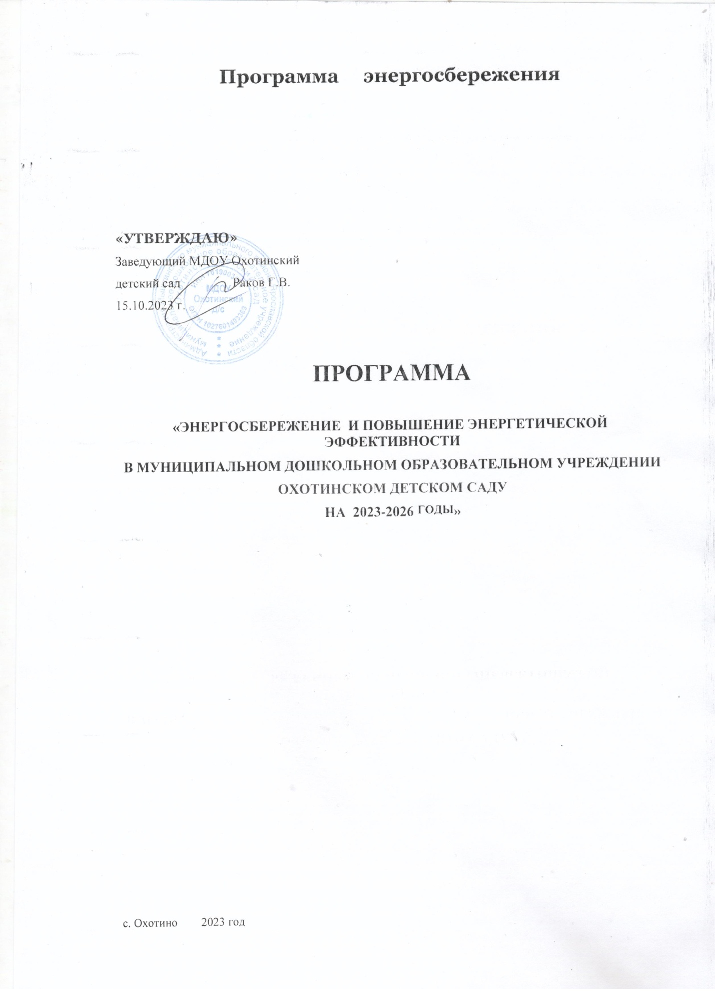 Программа энергосбережения
«УТВЕРЖДАЮ»
Заведующий МДОУ Охотинский
детский сад Раков Г.В.
15.10.2023 г.
МДОУ
Охотинский
д/с
ПРОГРАММА
«ЭНЕРГОСБЕРЕЖЕНИЕ И ПОВЫШЕНИЕ ЭНЕРГЕТИЧЕСКОЙ
ЭФФЕКТИВНОСТИ
В МУНИЦИПАЛЬНОМ ДОШКОЛЬНОМ ОБРАЗОВАТЕЛЬНОМ УЧРЕЖДЕНИИ
ОХОТИНСКОМ ДЕТСКОМ САДУ
НА 2023-2026 ГОДЫ»
с. Охотино 2023 год